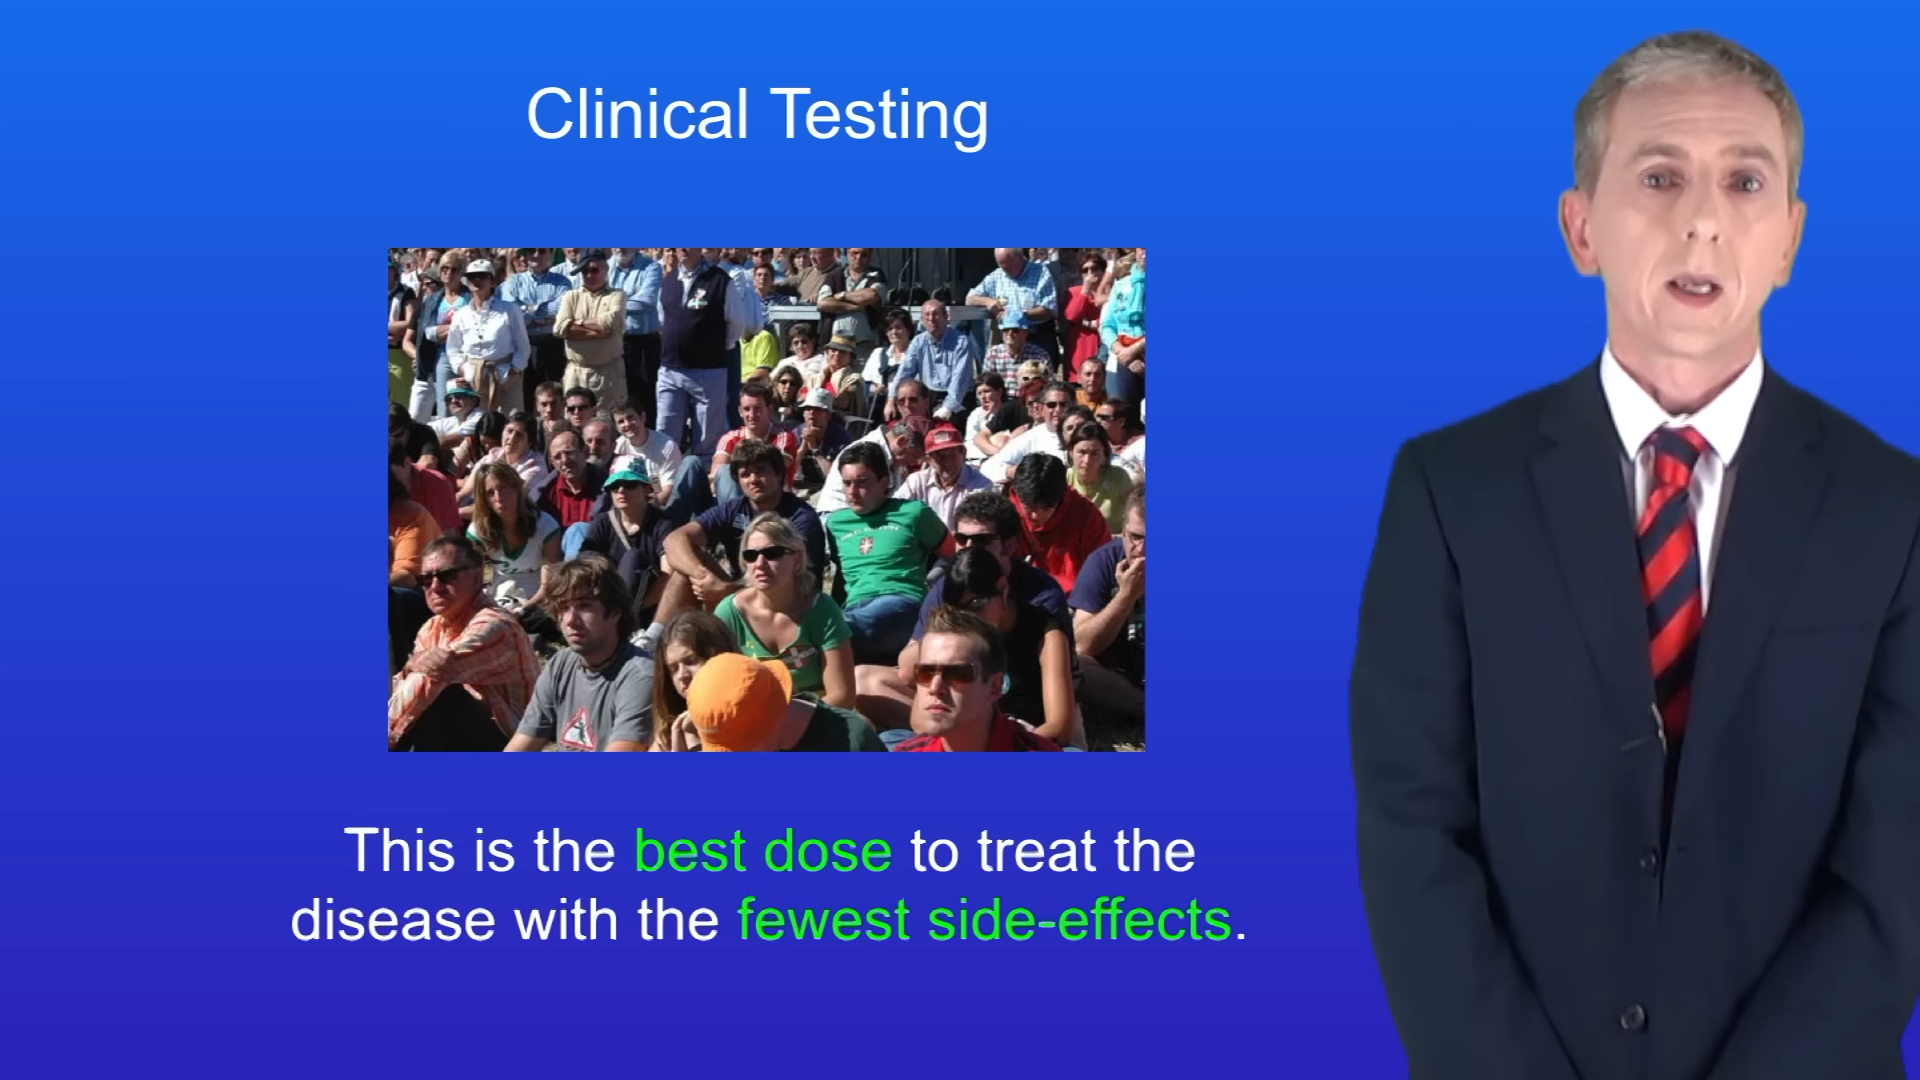 Clinical Testing
This is the best dose to treat the
disease with the fewest side-effects.